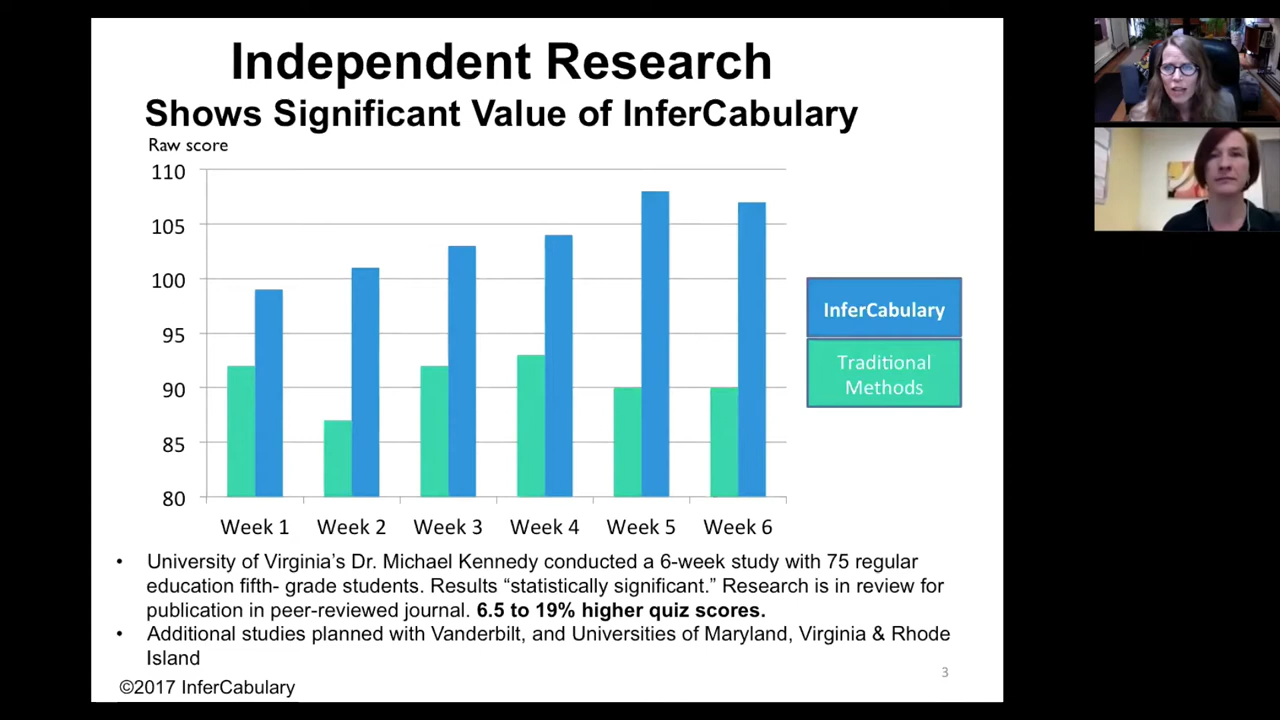 Independent Research
Shows Significant Value of InferCabulary
Raw score
110
105
100
95
90
85
80
Week 1 Week 2 Week 3 Week 4 Week 5 Week 6
InferCabulary
Traditional
Methods
• University of Virginia's Dr. Michael Kennedy conducted a 6-week study with 75 regular
education fifth- grade students. Results “statistically significant.” Research is in review for
publication in peer-reviewed journal. 6.5 to 19% higher quiz scores.
• Additional studies planned with Vanderbilt, and Universities of Maryland, Virginia & Rhode
Island
3
©2017 InferCabulary